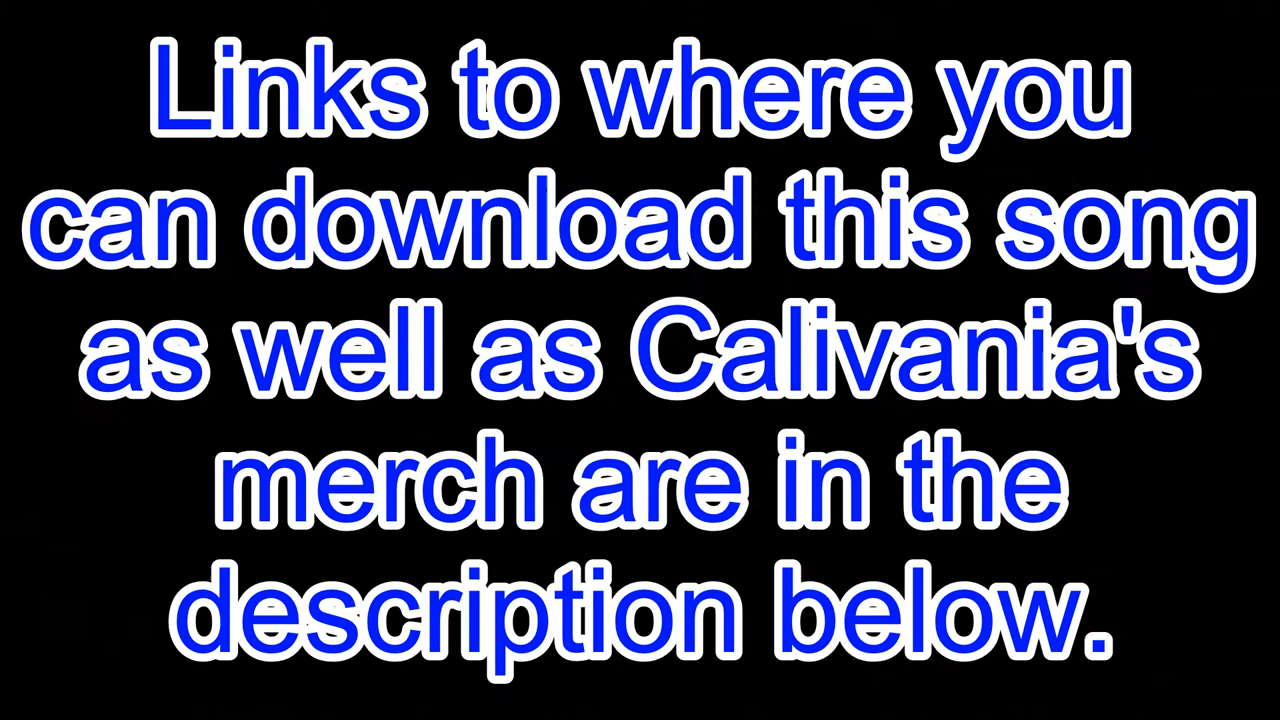 Links to where you
can download this song
as well as Calivania's
merch are in the
description below.